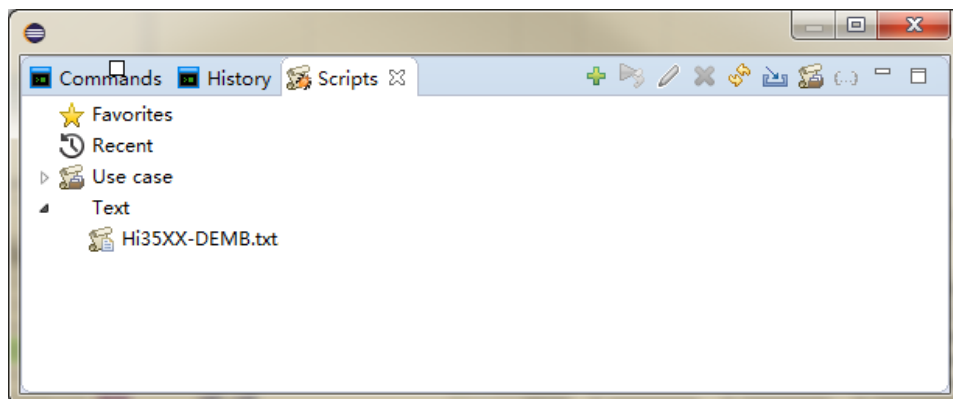 Commands History Scripts
Favorites
Recent
Use case
Text
Hi35XX-DEMB.txt